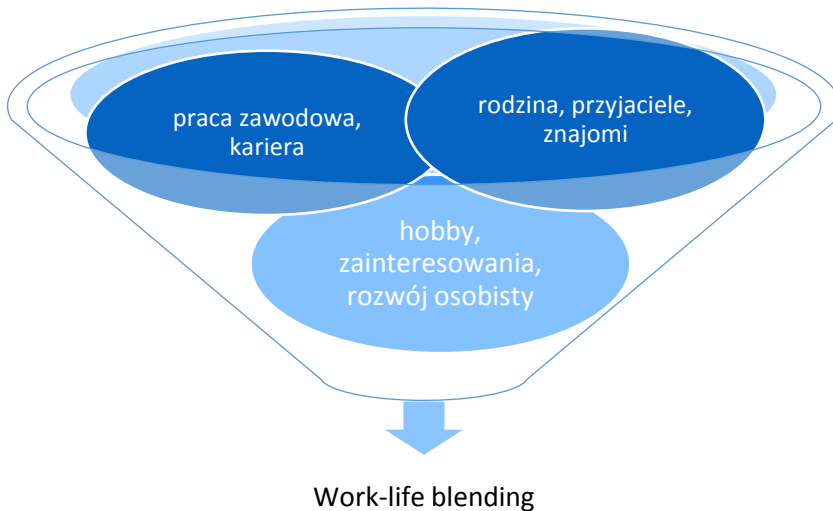 praca zawodowa,
kariera
rodzina, przyjaciele,
znajomi
hobby,
zainteresowania,
rozwój osobisty
Work-life blending